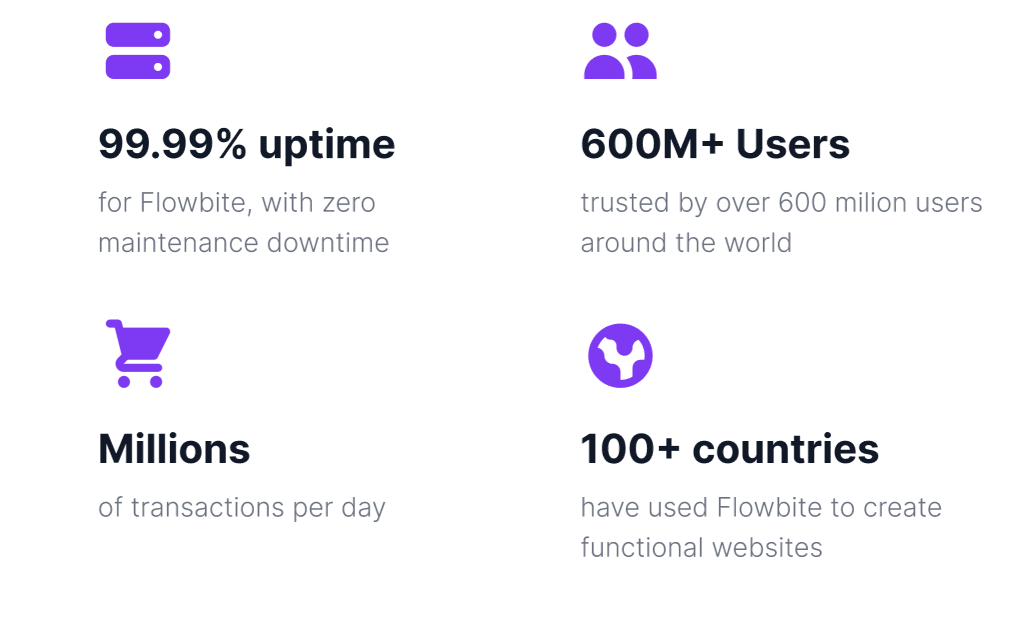 99.99% uptime
for Flowbite, with zero
maintenance downtime
600M+ Users
trusted by over 600 milion users
around the world
Millions
of transactions per day
100+ countries
have used Flowbite to create
functional websites